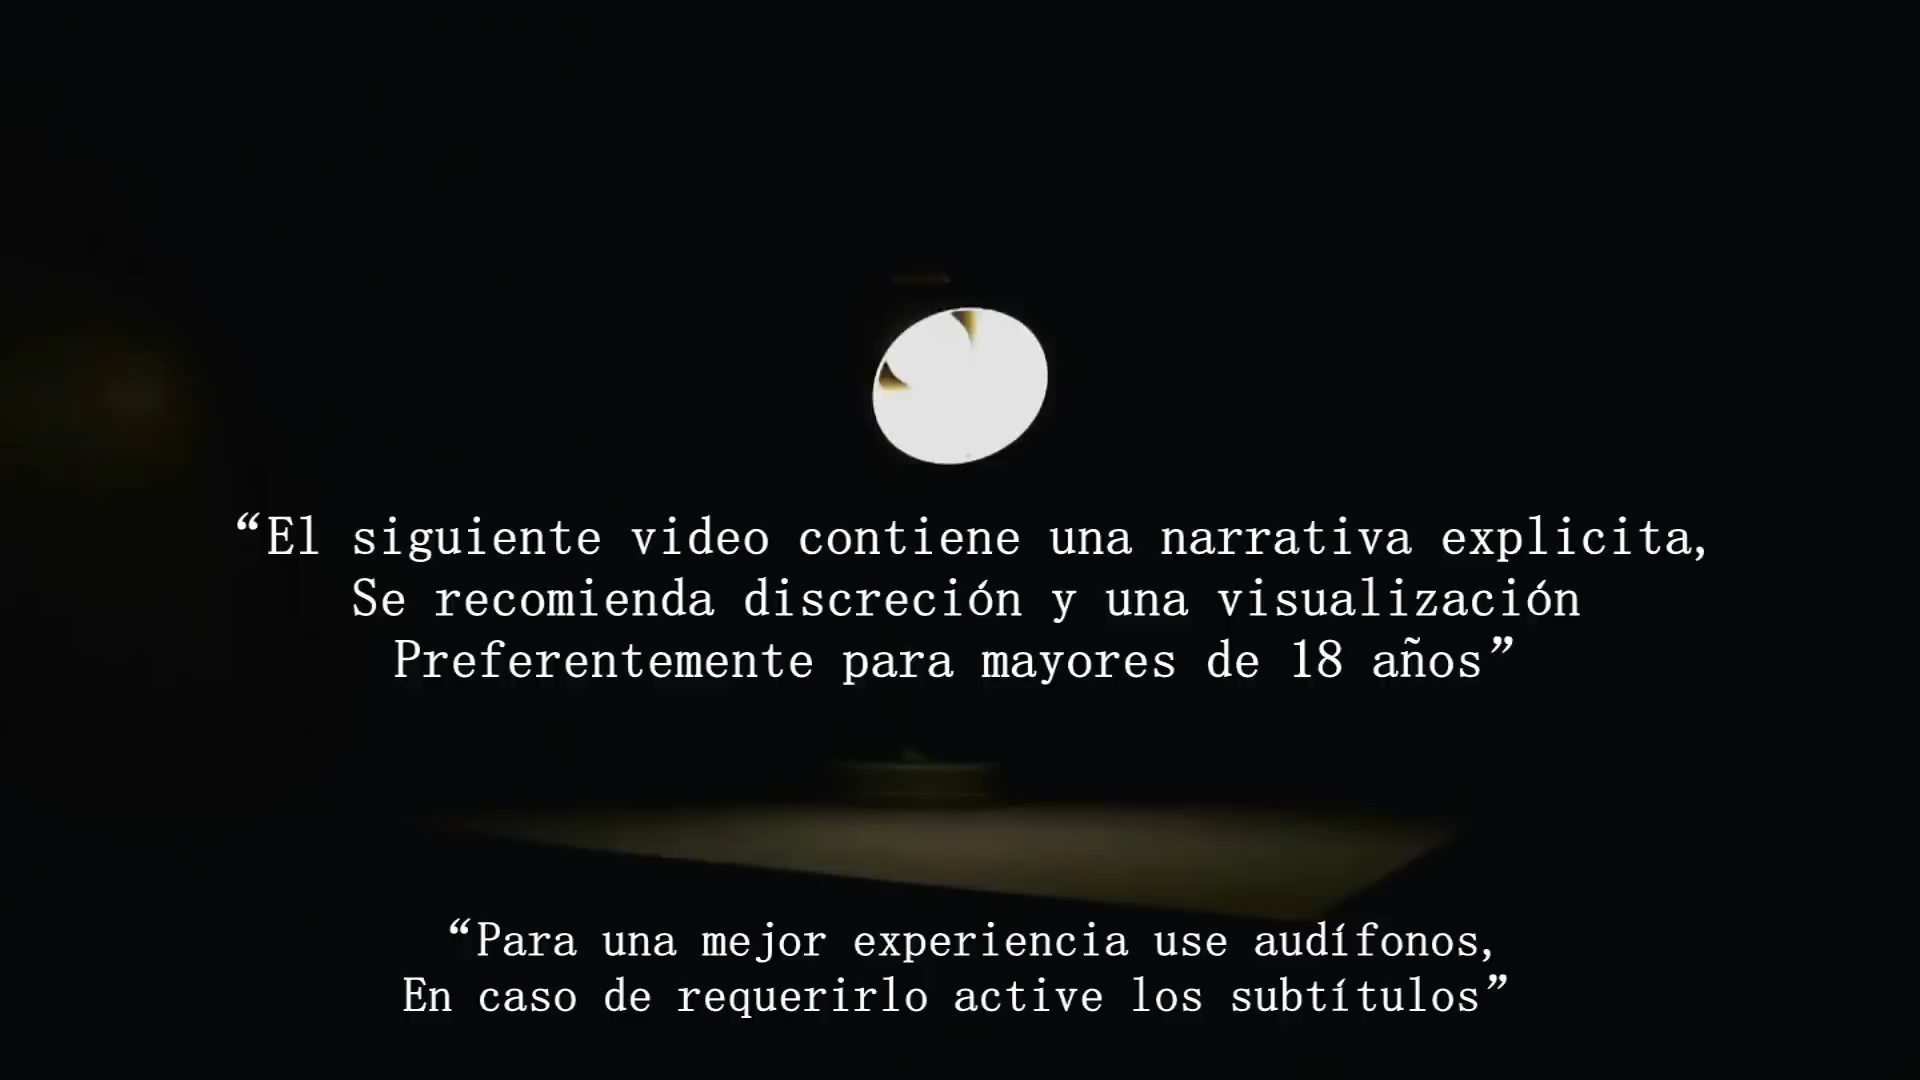 “El siguiente video contiene una narrativa explicita,
Se recomienda discreción y una visualización
Preferentemente para mayores de 18 años”
“Para una mejor experiencia use audífonos,
En caso de requerirlo active los subtítulos”